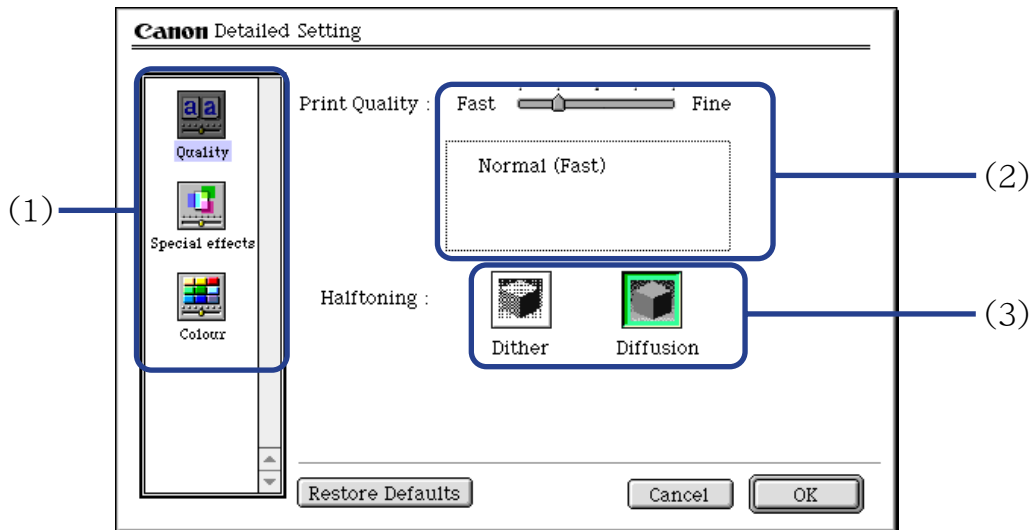 Canon Detailed Setting
Print Quality : Fast Fine
Quality
Normal (Fast)
(1)
(2)
Special effects
Halftoning :
(3)
Colour
Dither Diffusion
Restore Defaults Cancel OK